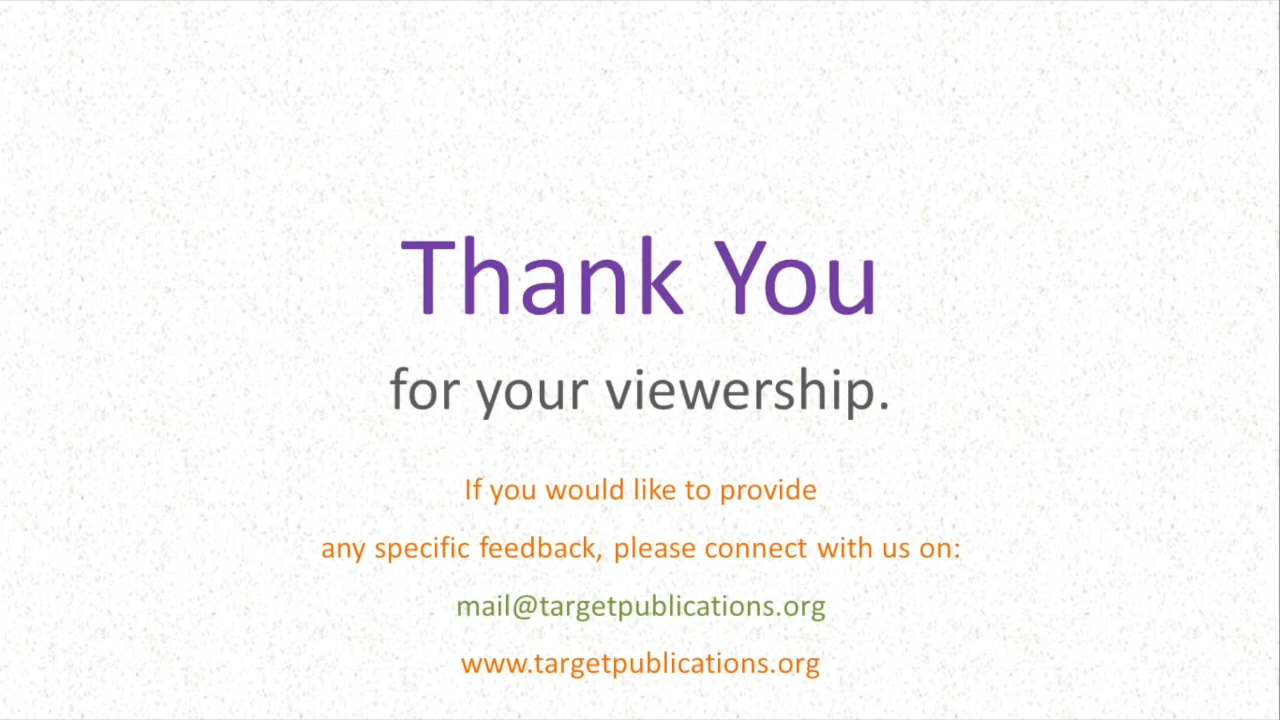 Thank You
for your viewership.
If you would like to provide
any specific feedback, please connect with us on:
mail@targetpublications.org
www.targetpublications.org